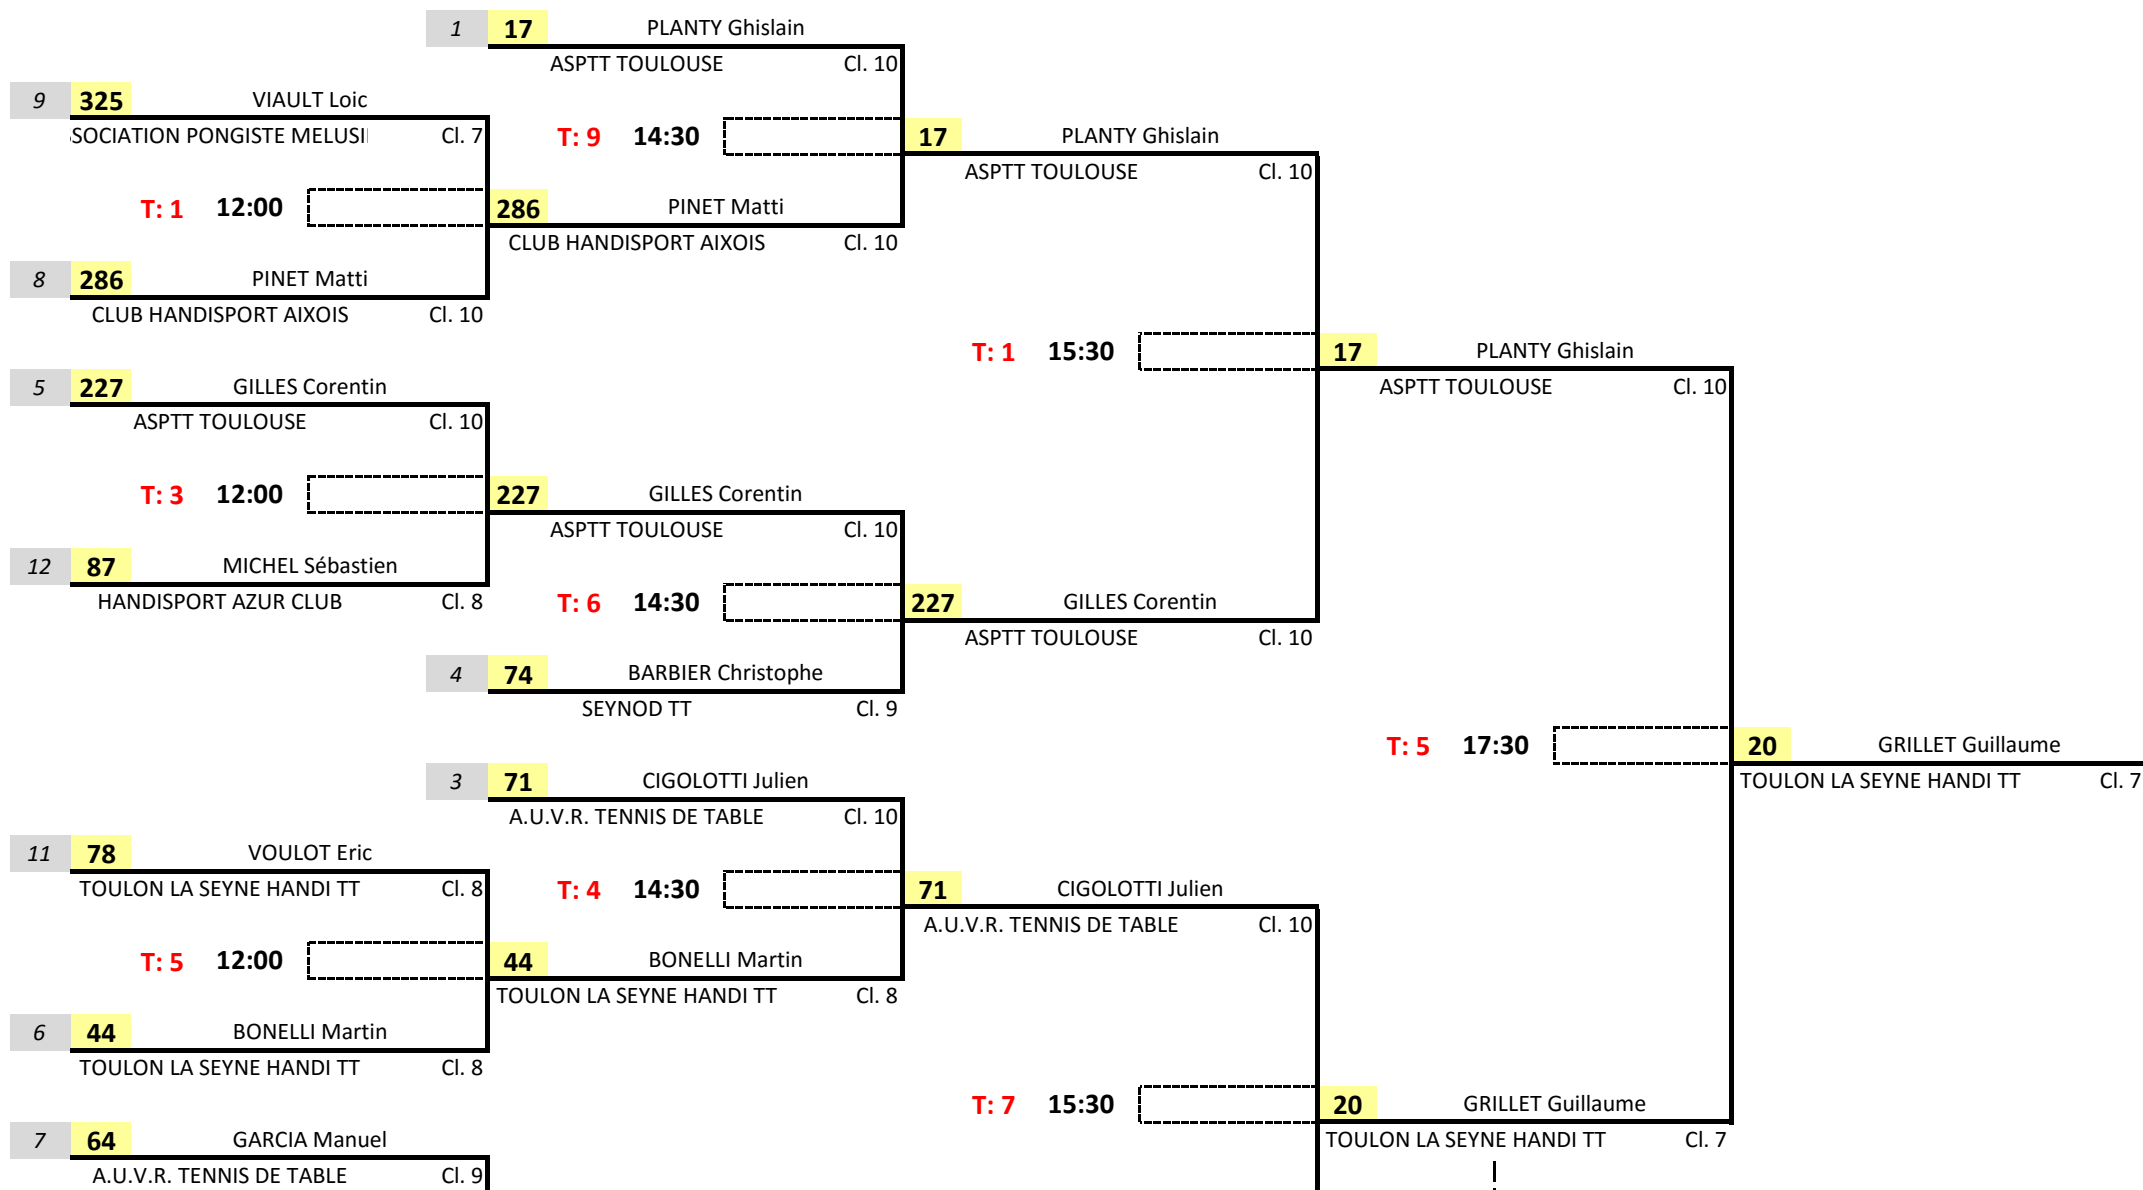 1 17 PLANTY Ghislain
ASPTT TOULOUSE Cl. 10
9 325 VIAULT Loic
SOCIATION PONGISTE MELUSI Cl. 7
T: 9 14:30
17 PLANTY Ghislain
ASPTT TOULOUSE Cl. 10
T: 1 12:00
286 PINET Matti
CLUB HANDISPORT AIXOIS Cl. 10
8 286 PINET Matti
CLUB HANDISPORT AIXOIS Cl. 10
T: 1 15:30
17 PLANTY Ghislain
ASPTT TOULOUSE Cl. 10
5 227 GILLES Corentin
ASPTT TOULOUSE Cl. 10
T: 3 12:00
227 GILLES Corentin
ASPTT TOULOUSE Cl. 10
12 87 MICHEL Sébastien
HANDISPORT AZUR CLUB Cl. 8
T: 6 14:30
227 GILLES Corentin
ASPTT TOULOUSE Cl. 10
4 74 BARBIER Christophe
SEYNOD TT Cl. 9
T: 5 17:30
20 GRILLET Guillaume
TOULON LA SEYNE HANDI TT Cl. 7
3 71 CIGOLOTTI Julien
A.U.V.R. TENNIS DE TABLE Cl. 10
11 78 VOULOT Eric
TOULON LA SEYNE HANDI TT Cl. 8
T: 4 14:30
71 CIGOLOTTI Julien
A.U.V.R. TENNIS DE TABLE Cl. 10
T: 5 12:00
44 BONELLI Martin
TOULON LA SEYNE HANDI TT Cl. 8
6 44 BONELLI Martin
TOULON LA SEYNE HANDI TT Cl. 8
T: 7 15:30
20 GRILLET Guillaume
TOULON LA SEYNE HANDI TT Cl. 7
7 64 GARCIA Manuel
A.U.V.R. TENNIS DE TABLE Cl. 9